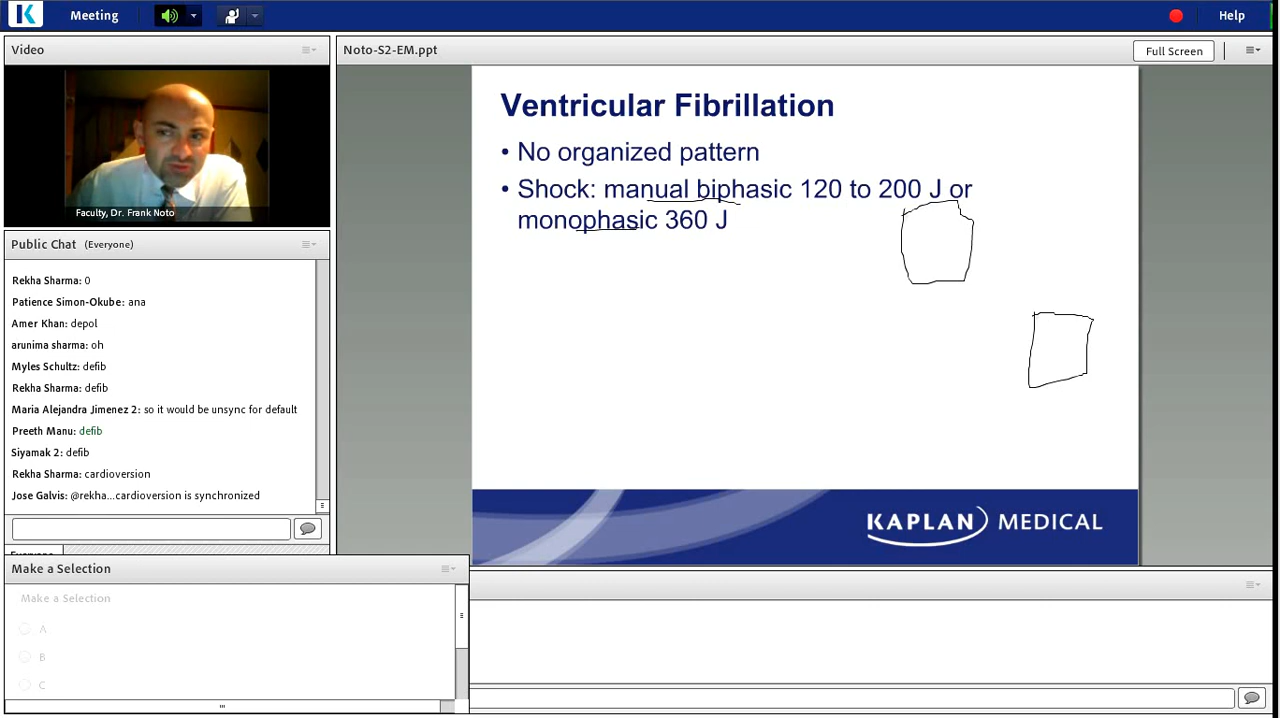 Meeting
Help
Video
Faculty, Dr. Frank Noto
Public Chat (Everyone)
Rekha Sharma: 0
Patience Simon-Okube: ana
Amer Khan: depol
arunima sharma: oh
Myles Schultz: defib
Rekha Sharma: defib
Maria Alejandra Jimenez 2: so it would be unsync for default
Preeth Manu: defib
Siyamak 2: defib
Rekha Sharma: cardioversion
Jose Galvis: @rekha...cardioversion is synchronized
Everyone
Make a Selection
Make a Selection
A
B
C
Noto-S2-EM.ppt
Full Screen
Ventricular Fibrillation
• No organized pattern
• Shock: manual biphasic 120 to 200 J or
monophasic 360 J
KAPLAN MEDICAL